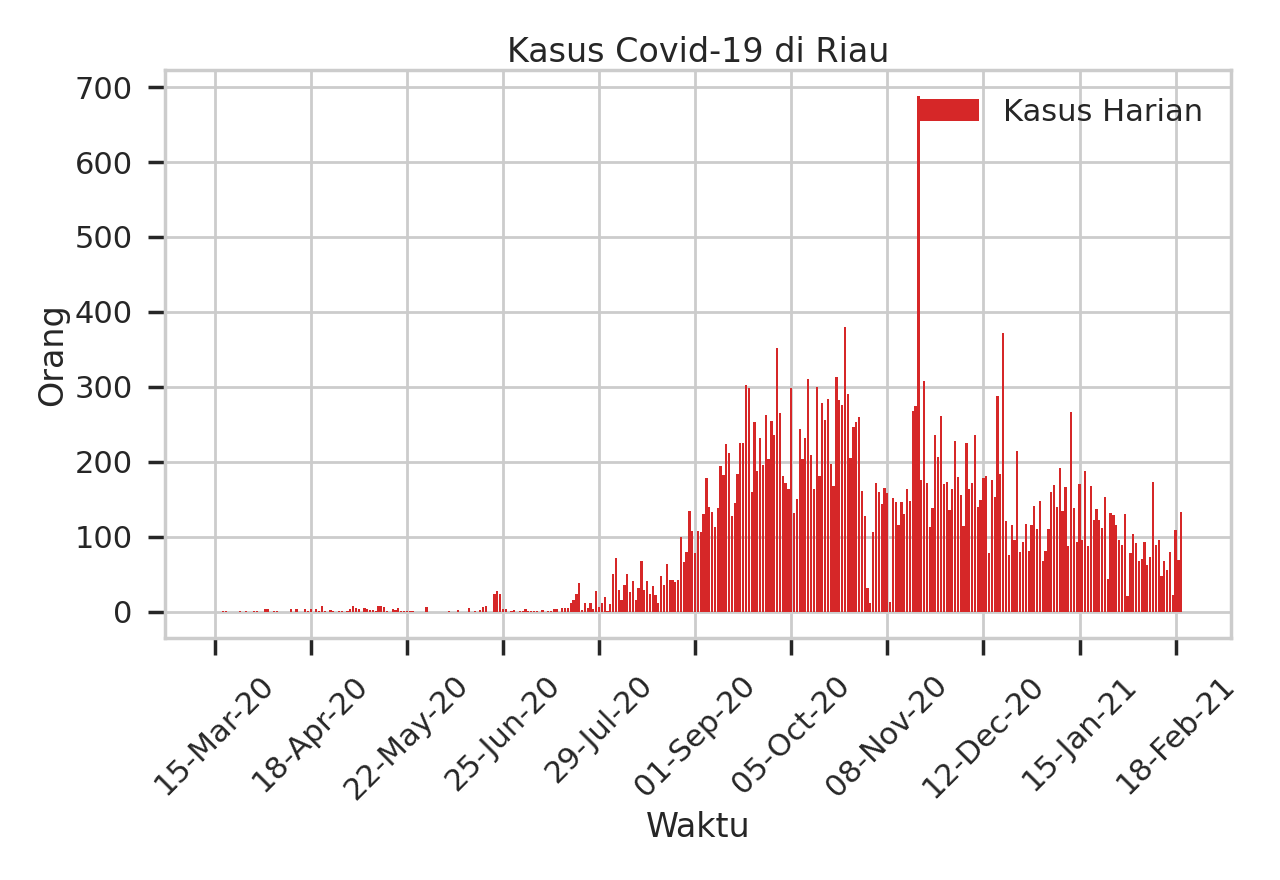 Kasus Covid-19 di Riau
Kasus Harian
Orang
700
600
500
400
300
200
100
0
15-Mar-20
18-Apr-20
22-May-20
25-Jun-20
29-Jul-20
01-Sep-20
05-Oct-20
08-Nov-20
12-Dec-20
15-Jan-21
18-Feb-21
Waktu